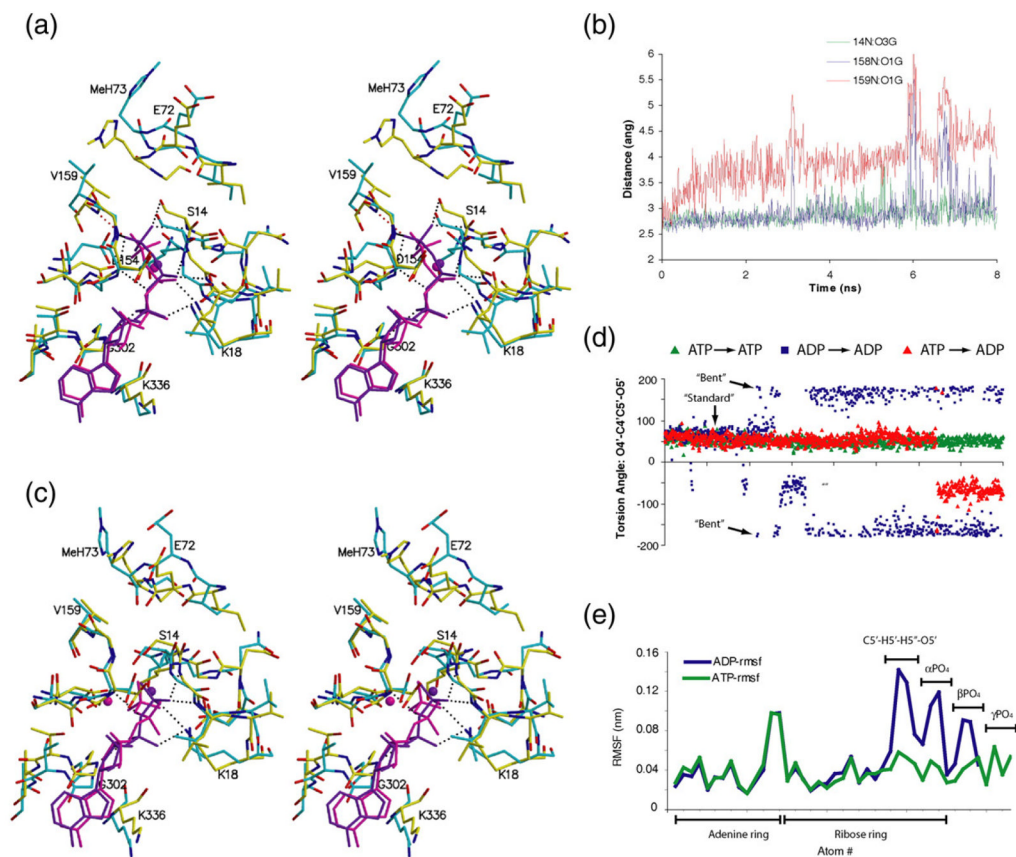 (a)
MeH73
E72
V159
S14
154
G302
K18
K336
MeH73
E72
V159
S14
D154
G302
K18
K336
(b)
14N:O3G
158N:O1G
159N:O1G
Distance (ang)
6
5.5
5
4.5
4
3.5
3
2.5
2
0
2
4
6
8
Time (ns)
(c)
MeH73
E72
V159
S14
G302
K18
K336
MeH73
E72
V159
S14
G302
K18
K336
(d)
ATP → ATP
ADP → ADP
ATP → ADP
Torsion Angle: O4'-C4'C5'-O5'
200
100
0
-100
-200
"Bent"
"Standard"
"Bent"
(e)
C5'-H5'-H5''-O5'
ADP-rmsf
ATP-rmsf
αPO₄
βPO₄
γPO₄
RMSF (nm)
0.16
0.12
0.08
0.04
0
Adenine ring
Ribose ring
Atom #